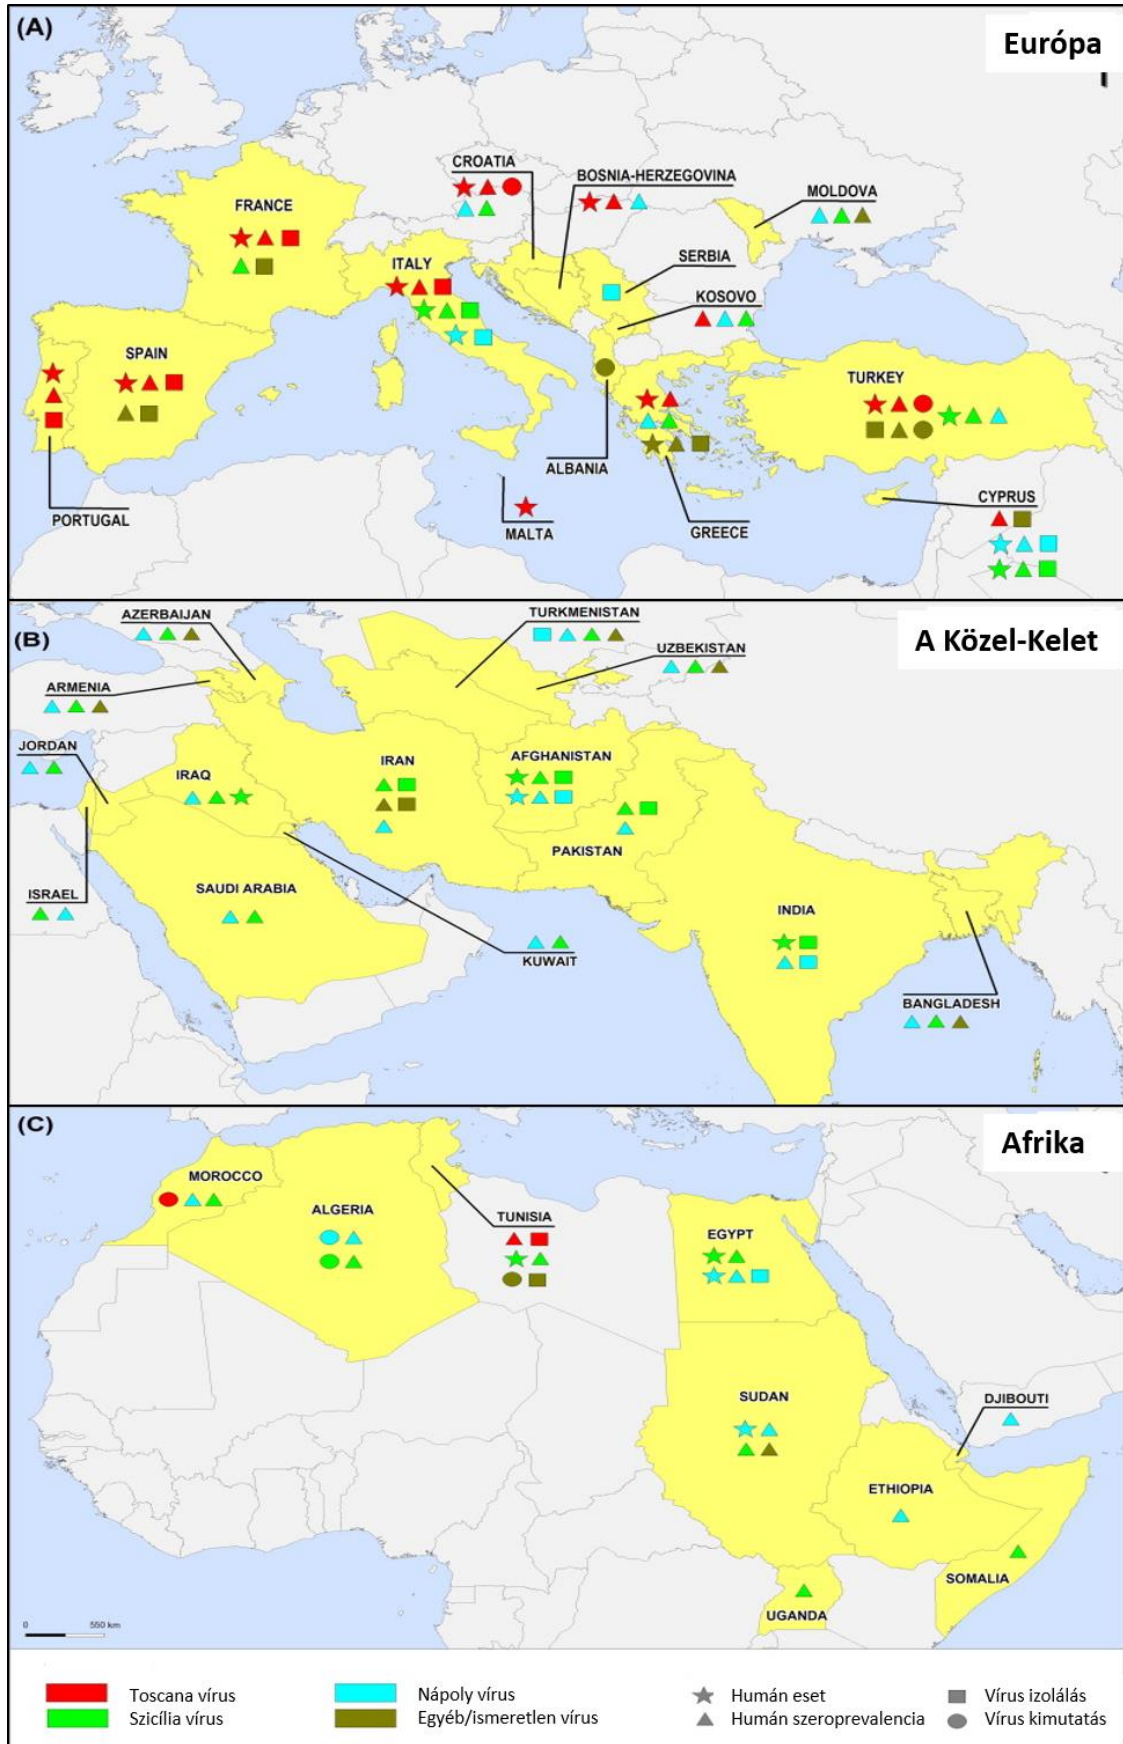 (A)
Európa
CROATIA
BOSNIA-HERZEGOVINA
MOLDOVA
FRANCE
SERBIA
ITALY
KOSOVO
SPAIN
TURKEY
ALBANIA
CYPRUS
PORTUGAL
MALTA
GREECE
(B)
A Közel-Kelet
AZERBAIJAN
TURKMENISTAN
UZBEKISTAN
ARMENIA
JORDAN
IRAQ
IRAN
AFGHANISTAN
PAKISTAN
ISRAEL
SAUDI ARABIA
INDIA
KUWAIT
BANGLADESH
(C)
Afrika
MOROCCO
ALGERIA
TUNISIA
EGYPT
SUDAN
DJIBOUTI
ETHIOPIA
SOMALIA
UGANDA
0 550 km
Toscana vírus
Nápoly vírus
Humán eset
Vírus izolálás
Szicília vírus
Egyéb/ismeretlen vírus
Humán szeroprevalencia
Vírus kimutatás